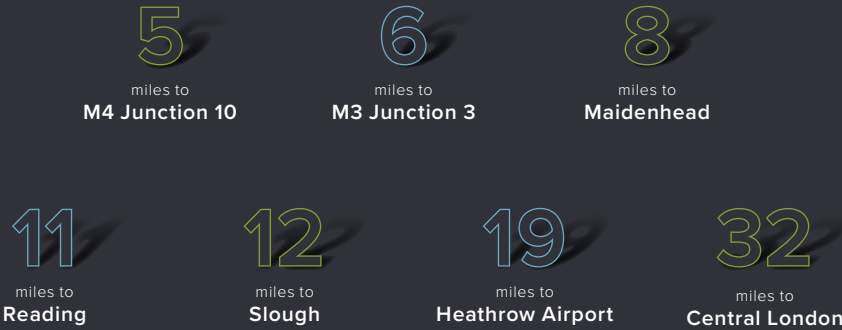 5
miles to
M4 Junction 10
6
miles to
M3 Junction 3
8
miles to
Maidenhead
11
miles to
Reading
12
miles to
Slough
19
miles to
Heathrow Airport
32
miles to
Central London